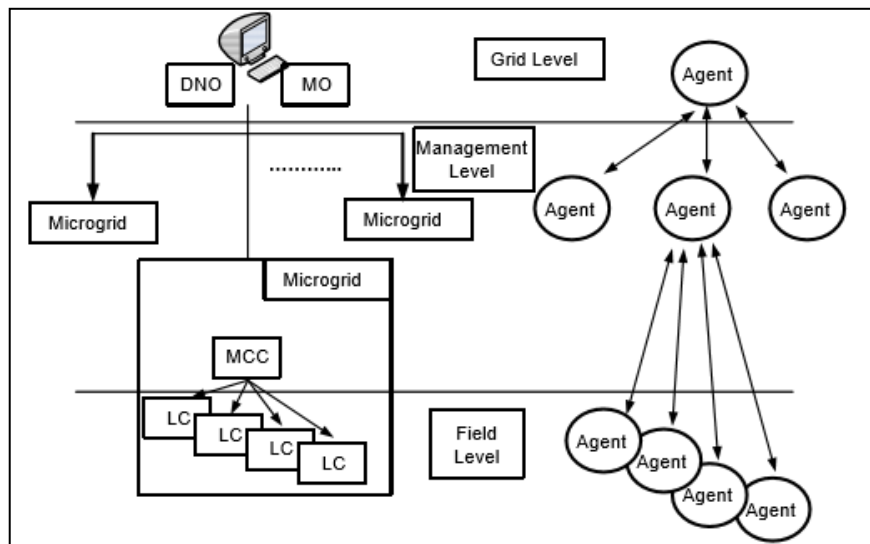 Grid Level
Agent
DNO
MO
Management
Level
............
Microgrid
Microgrid
Agent
Agent
Agent
Microgrid
MCC
LC
LC
LC
LC
Field
Level
Agent
Agent
Agent
Agent